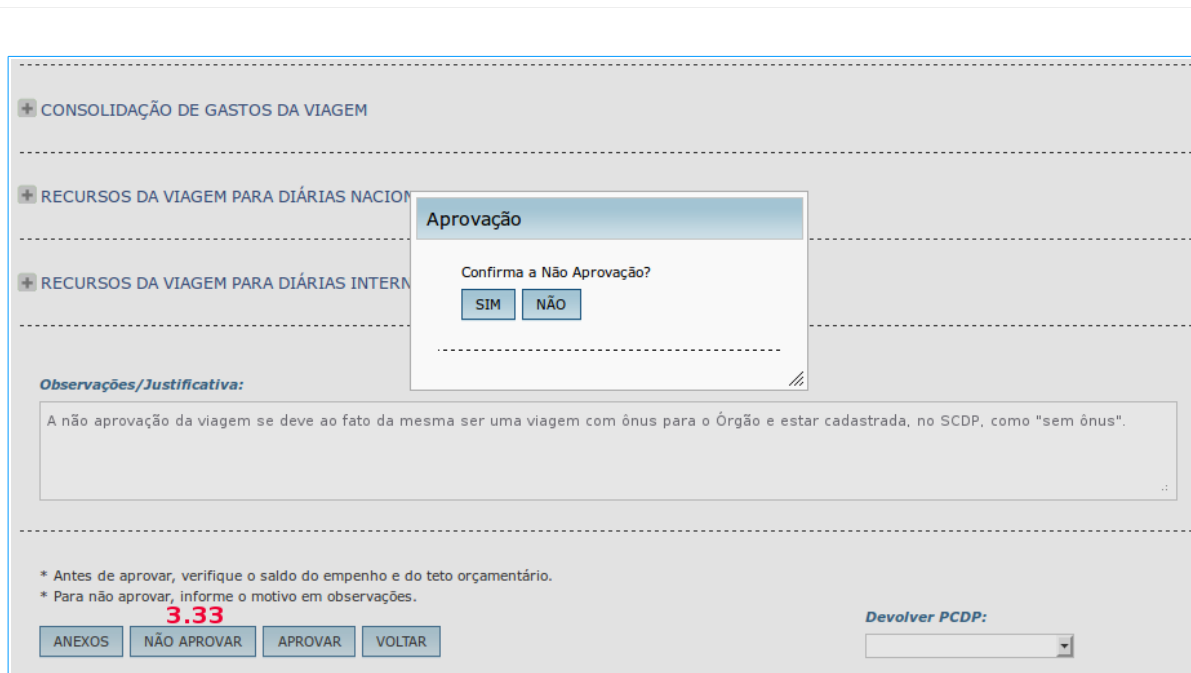 CONSOLIDAÇÃO DE GASTOS DA VIAGEM
RECURSOS DA VIAGEM PARA DIÁRIAS NACION
RECURSOS DA VIAGEM PARA DIÁRIAS INTERN
Aprovação
Confirma a Não Aprovação?
SIM NÃO
Observações/Justificativa:
A não aprovação da viagem se deve ao fato da mesma ser uma viagem com ônus para o Órgão e estar cadastrada, no SCDP, como "sem ônus".
* Antes de aprovar, verifique o saldo do empenho e do teto orçamentário.
* Para não aprovar, informe o motivo em observações.
3.33
Devolver PCDP:
ANEXOS NÃO APROVAR APROVAR VOLTAR